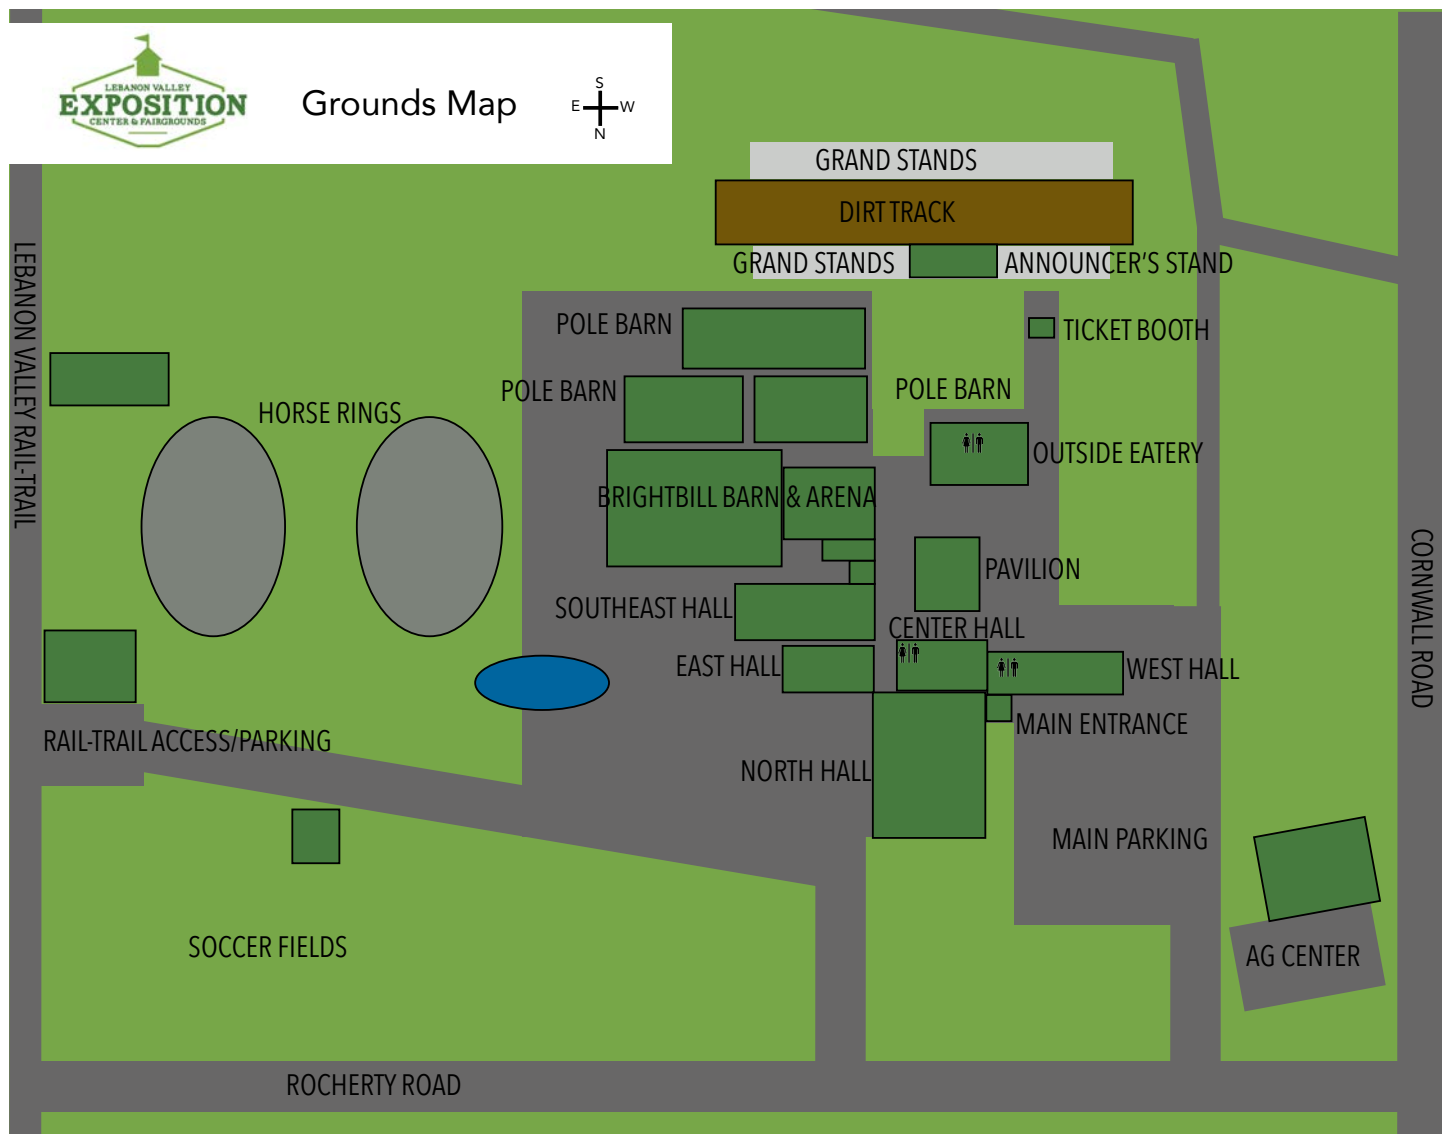 LEBANON VALLEY
EXPOSITION
CENTER & FAIRGROUNDS
Grounds Map
S
E W
N
GRAND STANDS
DIRT TRACK
GRAND STANDS
ANNOUNCER'S STAND
LEBANON VALLEY RAIL-TRAIL
POLE BARN
TICKET BOOTH
POLE BARN
POLE BARN
HORSE RINGS
OUTSIDE EATERY
BRIGHTBILL BARN & ARENA
CORNWALL ROAD
PAVILION
SOUTHEAST HALL
CENTER HALL
EAST HALL
WEST HALL
MAIN ENTRANCE
RAIL-TRAIL ACCESS/PARKING
NORTH HALL
MAIN PARKING
SOCCER FIELDS
AG CENTER
ROCHERTY ROAD